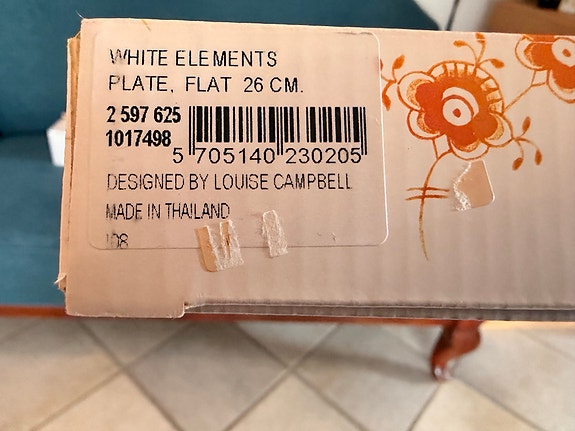 WHITE ELEMENTS
PLATE, FLAT 26 CM.
2 597 625
1017498
5 705140 230205
DESIGNED BY LOUISE CAMPBELL
MADE IN THAILAND